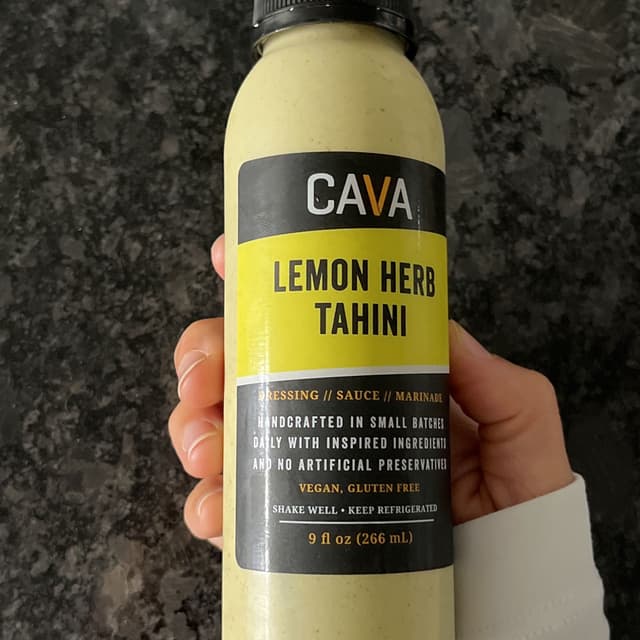 CAVA
LEMON HERB
TAHINI
DRESSING // SAUCE // MARINADE
HANDCRAFTED IN SMALL BATCHES
DAILY WITH INSPIRED INGREDIENTS
AND NO ARTIFICIAL PRESERVATIVES
VEGAN, GLUTEN FREE
SHAKE WELL • KEEP REFRIGERATED
9 fl oz (266 mL)